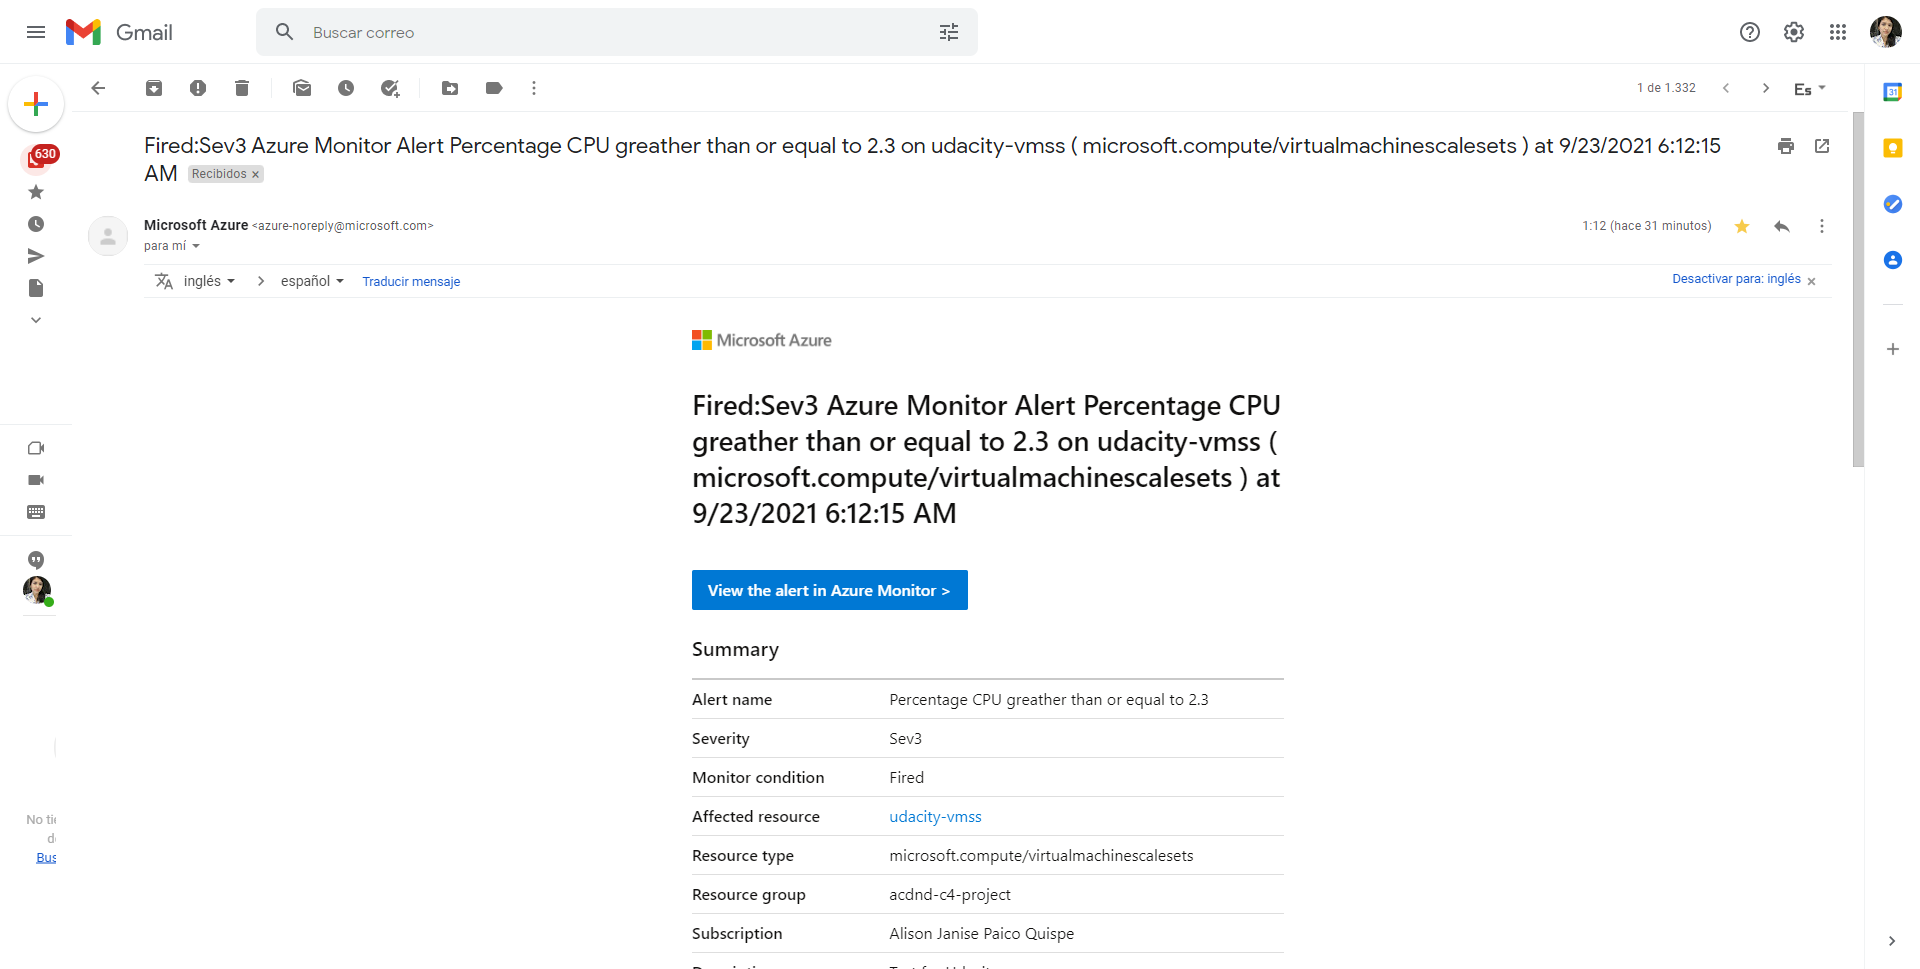 Gmail
Buscar correo
1 de 1.332
Es
630
Fired:Sev3 Azure Monitor Alert Percentage CPU greather than or equal to 2.3 on udacity-vmss ( microsoft.compute/virtualmachinescalesets ) at 9/23/2021 6:12:15
AM Recibidos ×
Microsoft Azure <azure-noreply@microsoft.com>
1:12 (hace 31 minutos)
para mí
inglés > español Traducir mensaje
Desactivar para: inglés ×
31
Microsoft Azure
Fired:Sev3 Azure Monitor Alert Percentage CPU
greather than or equal to 2.3 on udacity-vmss (
microsoft.compute/virtualmachinescalesets ) at
9/23/2021 6:12:15 AM
View the alert in Azure Monitor >
Summary
Alert name Percentage CPU greather than or equal to 2.3
Severity Sev3
Monitor condition Fired
Affected resource udacity-vmss
Resource type microsoft.compute/virtualmachinescalesets
Resource group acdnd-c4-project
Subscription Alison Janise Paico Quispe
No tie
de
Bus